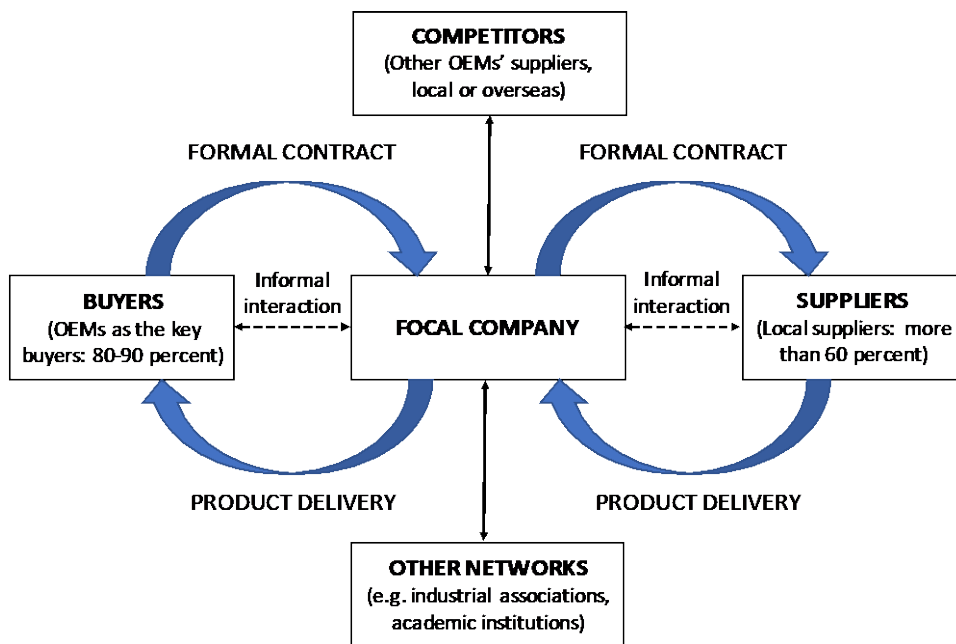 COMPETITORS
(Other OEMs' suppliers,
local or overseas)
FORMAL CONTRACT
FORMAL CONTRACT
BUYERS
(OEMs as the key
buyers: 80-90 percent)
Informal
interaction
FOCAL COMPANY
Informal
interaction
SUPPLIERS
(Local suppliers: more
than 60 percent)
PRODUCT DELIVERY
PRODUCT DELIVERY
OTHER NETWORKS
(e.g. industrial associations,
academic institutions)